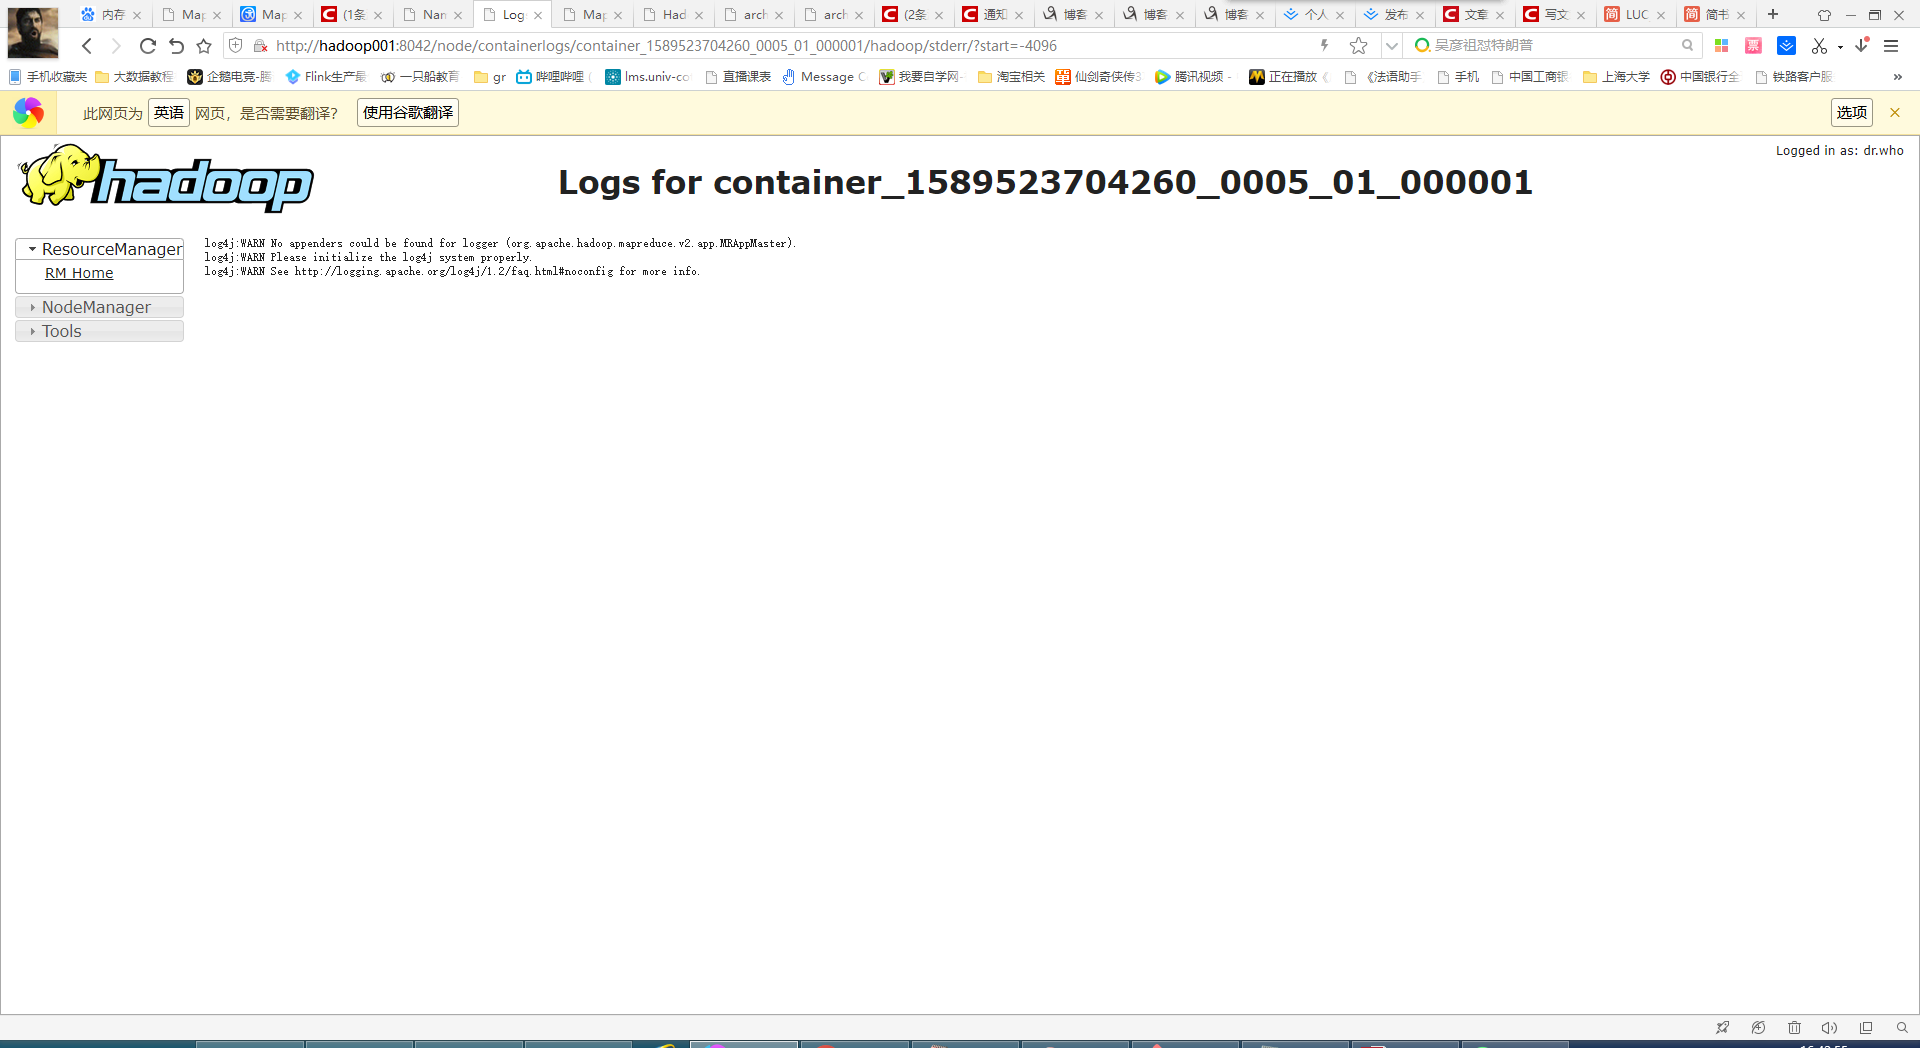 内存 Map Map (1条 Nam Log Map Had arch arch (2条 通知 博客 博客 博客 个人 发布 文章 写文 LUC 简书
http://hadoop001:8042/node/containerlogs/container_1589523704260_0005_01_000001/hadoop/stderr/?start=-4096 吴彦祖怼特朗普
手机收藏夹 大数据教程 企鹅电竞-腾 Flink生产最 一只船教育 gr 哔哩哔哩 ( lms.univ-co 直播课表 Message C 我要自学网- 淘宝相关 仙剑奇侠传3 腾讯视频 - 正在播放《 《法语助手 手机 中国工商银 上海大学 中国银行全 铁路客户服 »
此网页为 英语 网页，是否需要翻译？ 使用谷歌翻译 选项
Logged in as: dr.who
hadoop
Logs for container_1589523704260_0005_01_000001
ResourceManager
RM Home
NodeManager
Tools
log4j:WARN No appenders could be found for logger (org.apache.hadoop.mapreduce.v2.app.MRAppMaster).
log4j:WARN Please initialize the log4j system properly.
log4j:WARN See http://logging.apache.org/log4j/1.2/faq.html#noconfig for more info.